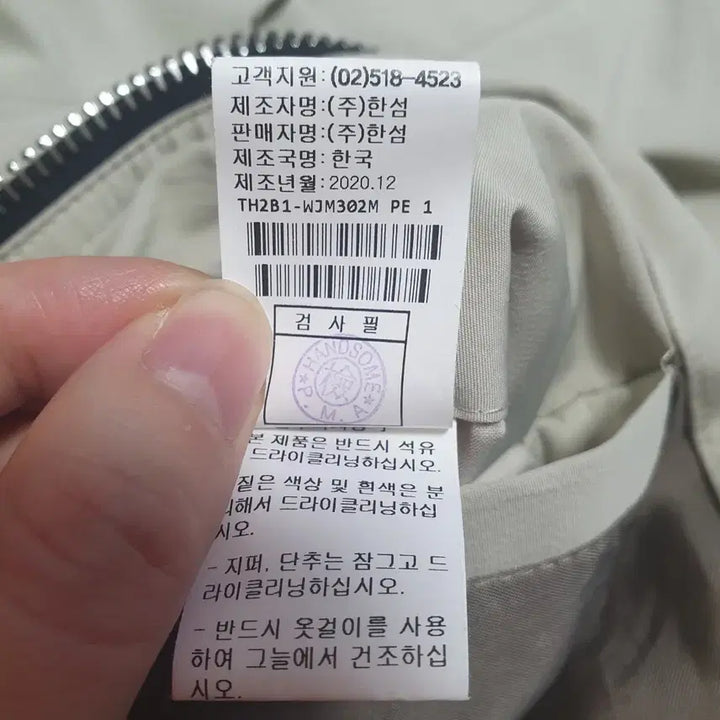 고객지원: (02)518-4523
제조자명:(주)한섬
판매자명:(주)한섬
제조국명: 한국
제조년월: 2020.12
TH2B1-WJM302M PE 1
검 사 필
HANDSOME
檢
P.M.A
본 제품은 반드시 석유
드라이클리닝하십시오.
질은 색상 및 흰색은 분
해서 드라이클리닝하십
시오.
- 지퍼, 단추는 잠그고 드
라이클리닝하십시오.
- 반드시 옷걸이를 사용
하여 그늘에서 건조하십
시오.